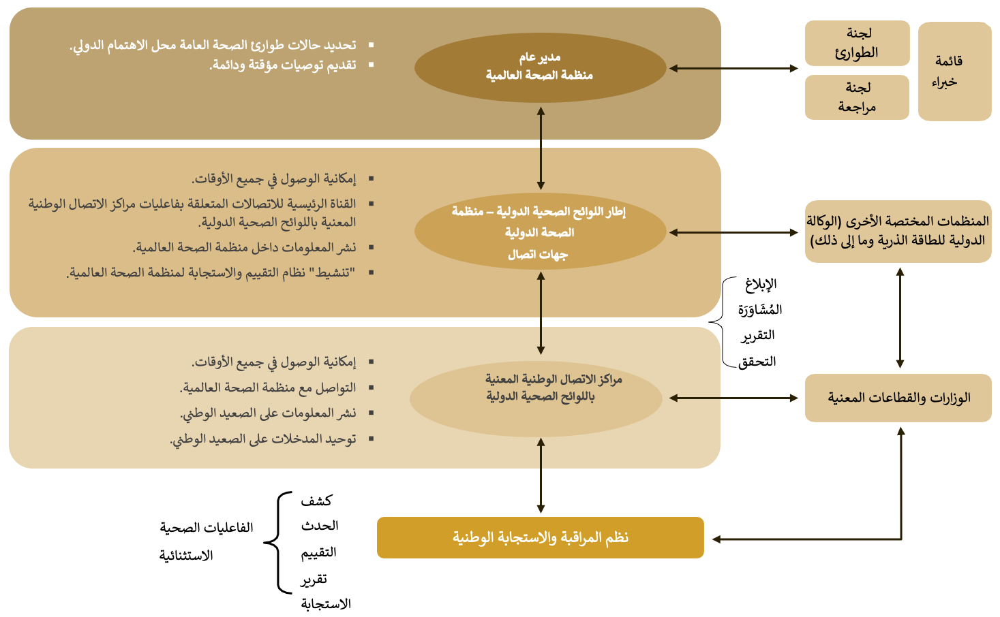 قائمة
خبراء
لجنة
الطوارئ
لجنة
مراجعة
مدير عام
منظمة الصحة العالمية
▪ تحديد حالات طوارئ الصحة العامة محل الاهتمام الدولي.
▪ تقديم توصيات مؤقتة ودائمة.
المنظمات المختصة الأخرى (الوكالة
الدولية للطاقة الذرية وما إلى ذلك)
إطار اللوائح الصحية الدولية – منظمة
الصحة الدولية
جهات اتصال
▪ إمكانية الوصول في جميع الأوقات.
▪ القناة الرئيسية للاتصالات المتعلقة بفاعليات مراكز الاتصال الوطنية
المعنية باللوائح الصحية الدولية.
▪ نشر المعلومات داخل منظمة الصحة العالمية.
▪ "تنشيط" نظام التقييم والاستجابة لمنظمة الصحة العالمية.
الإبلاغ
المُشَاوَرَة
التقرير
التحقق
الوزارات والقطاعات المعنية
مراكز الاتصال الوطنية المعنية
باللوائح الصحية الدولية
▪ إمكانية الوصول في جميع الأوقات.
▪ التواصل مع منظمة الصحة العالمية.
▪ نشر المعلومات على الصعيد الوطني.
▪ توحيد المدخلات على الصعيد الوطني.
نظم المراقبة والاستجابة الوطنية
كشف
الحدث
التقييم
تقرير
الاستجابة
الفاعليات الصحية
الاستثنائية